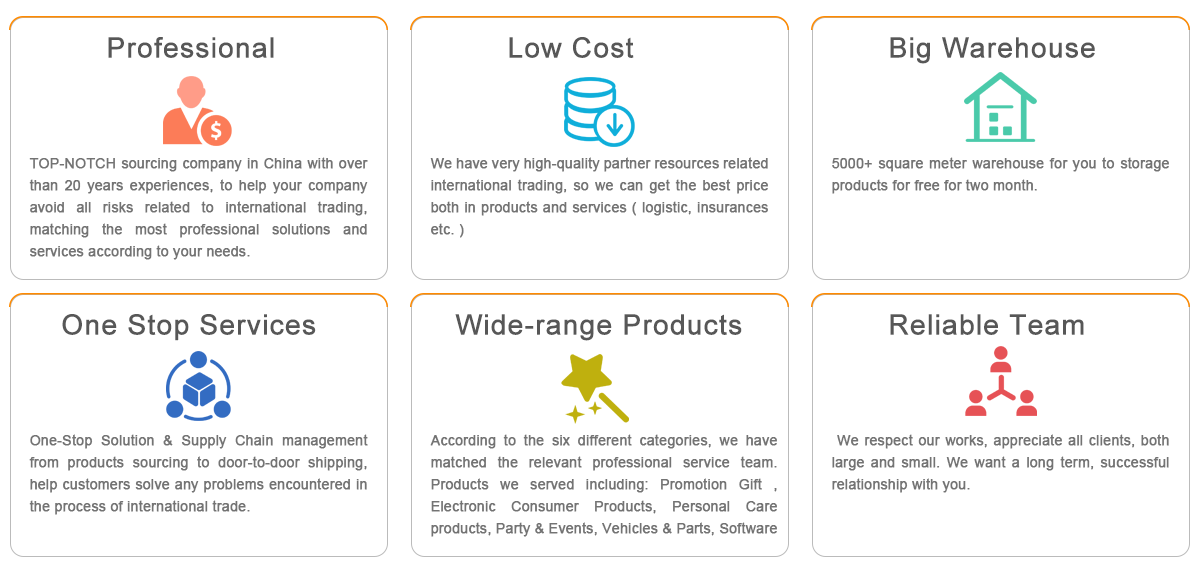 Professional
$
TOP-NOTCH sourcing company in China with over
than 20 years experiences, to help your company
avoid all risks related to international trading,
matching the most professional solutions and
services according to your needs.
Low Cost
We have very high-quality partner resources related
international trading, so we can get the best price
both in products and services ( logistic, insurances
etc. )
Big Warehouse
5000+ square meter warehouse for you to storage
products for free for two month.
One Stop Services
One-Stop Solution & Supply Chain management
from products sourcing to door-to-door shipping,
help customers solve any problems encountered in
the process of international trade.
Wide-range Products
According to the six different categories, we have
matched the relevant professional service team.
Products we served including: Promotion Gift ,
Electronic Consumer Products, Personal Care
products, Party & Events, Vehicles & Parts, Software
Reliable Team
We respect our works, appreciate all clients, both
large and small. We want a long term, successful
relationship with you.